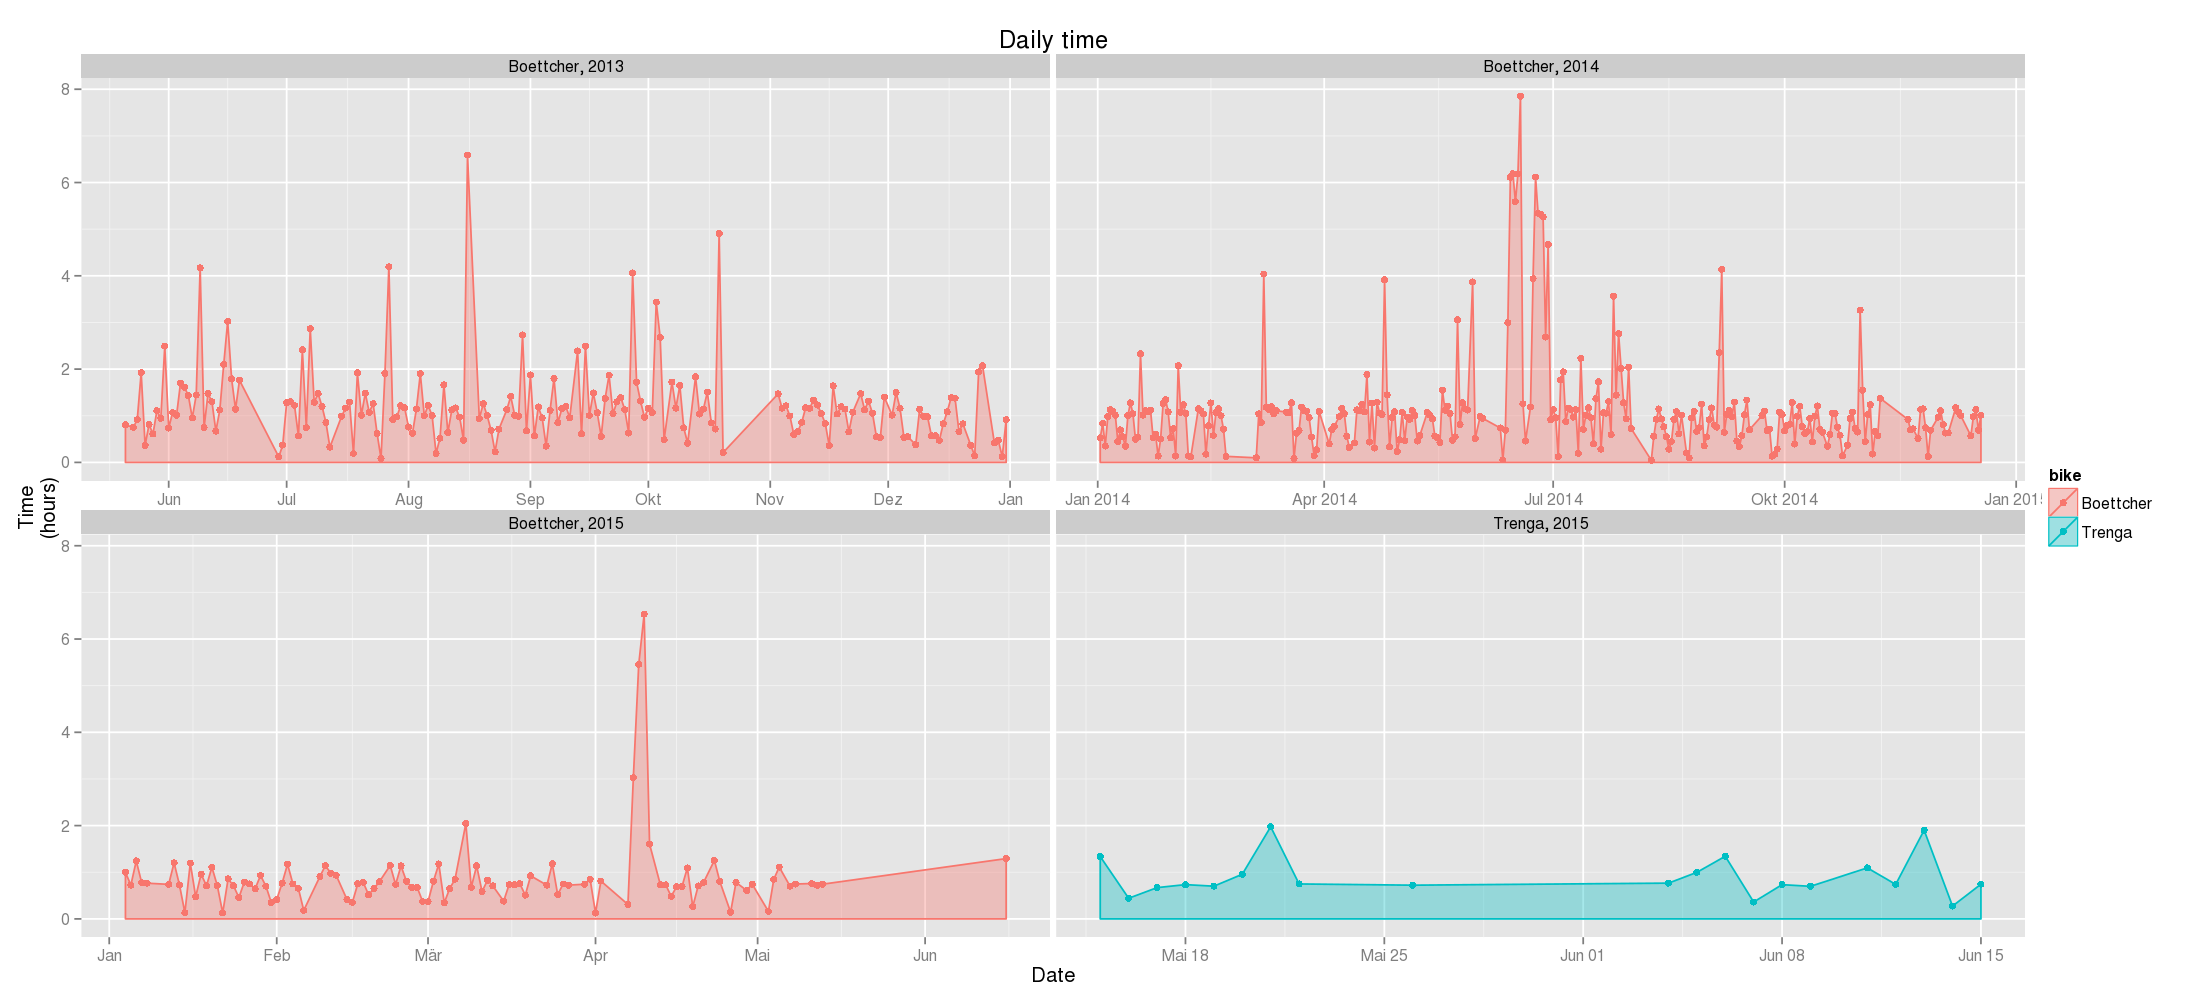 Daily time
Boettcher, 2013
Boettcher, 2014
8
6
4
2
0
Jun Jul Aug Sep Okt Nov Dez Jan
Jan 2014 Apr 2014 Jul 2014 Okt 2014 Jan 201
Time
(hours)
bike
Boettcher
Trenga
Boettcher, 2015
Trenga, 2015
8
6
4
2
0
Jan Feb Mär Apr Mai Jun
Mai 18 Mai 25 Jun 01 Jun 08 Jun 15
Date